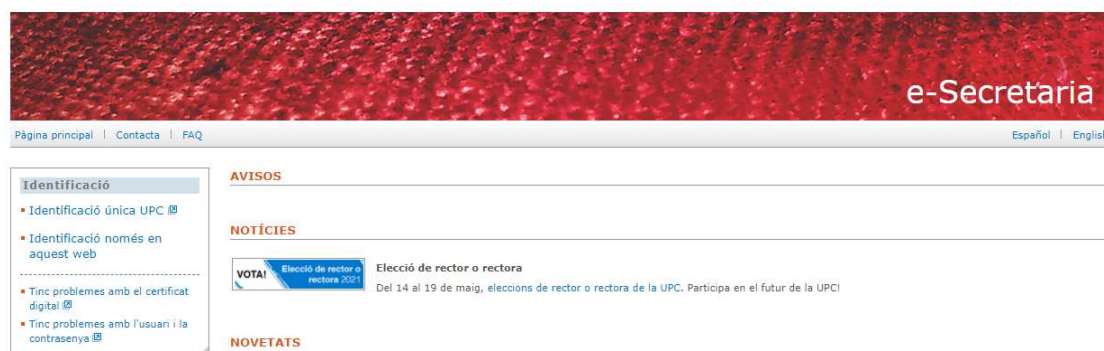 e-Secretaria
Pàgina principal | Contacta | FAQ
Español | English
Identificació
Identificació única UPC
Identificació només en
aquest web
Tinc problemes amb el certificat
digital
Tinc problemes amb l'usuari i la
contrasenya
AVISOS
NOTÍCIES
VOTA!
Elecció de rector o
rectora 2021
Elecció de rector o rectora
Del 14 al 19 de maig, eleccions de rector o rectora de la UPC. Participa en el futur de la UPC!
NOVETATS